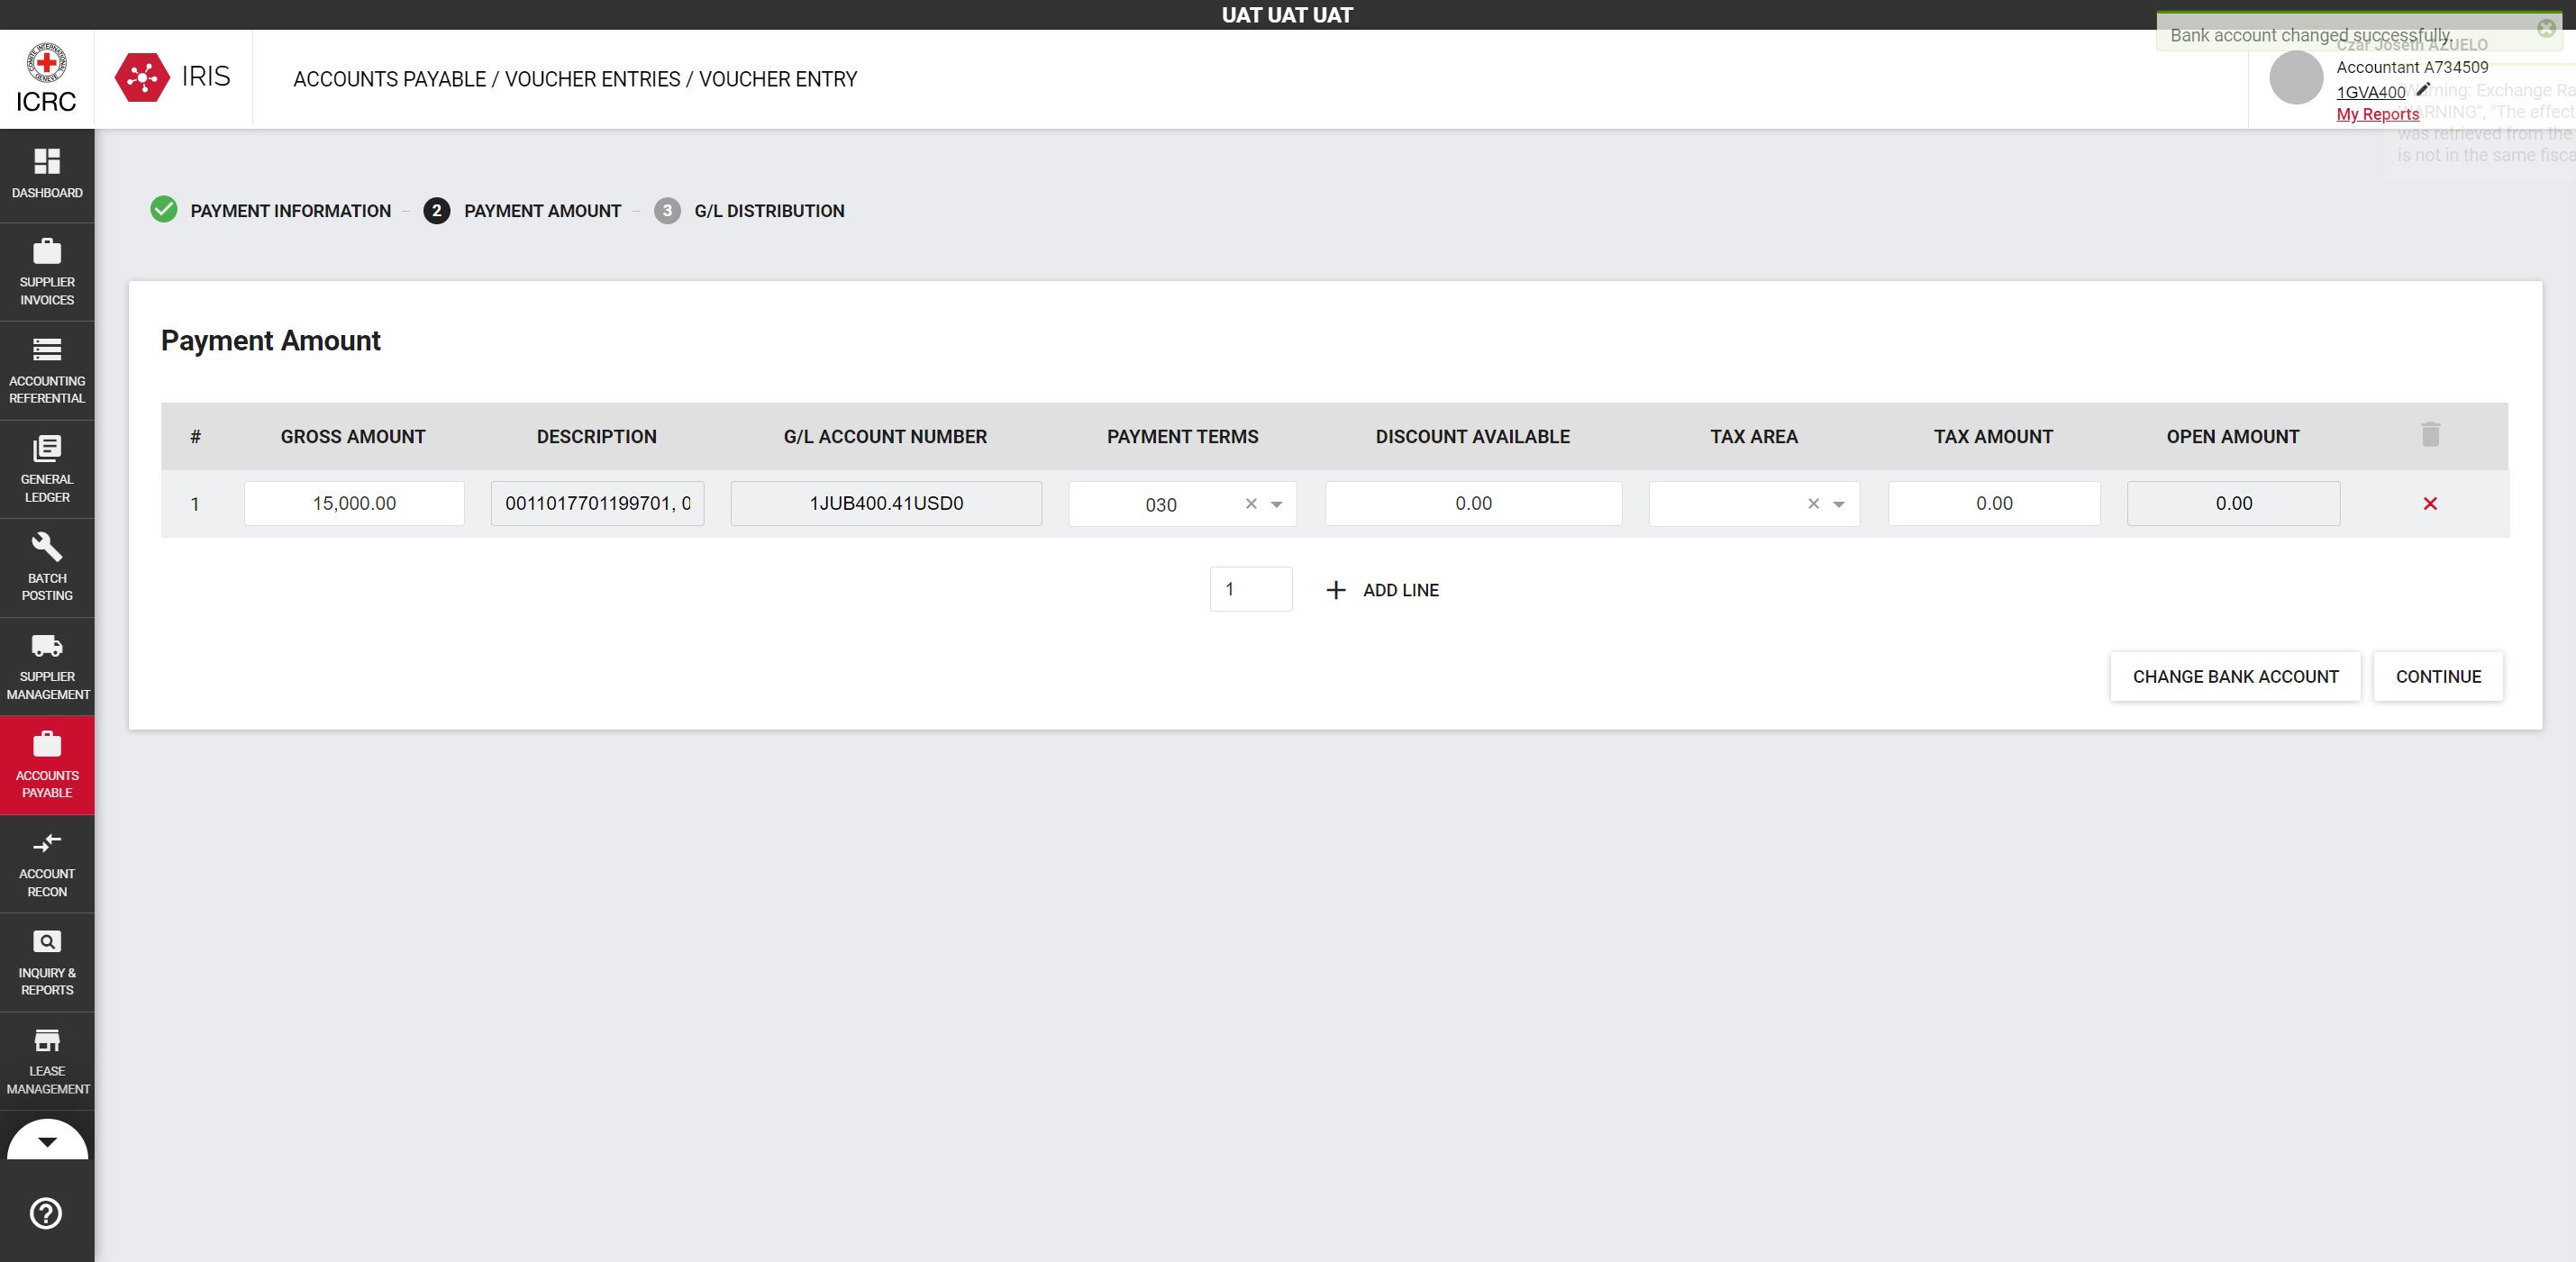 UAT UAT UAT
Bank account changed successfully.
ICRC
IRIS
ACCOUNTS PAYABLE / VOUCHER ENTRIES / VOUCHER ENTRY
Czar Joseth AZUELO
Accountant A734509
1GVA400
My Reports
Warning: Exchange Ra
WARNING", "The effect
was retrieved from the
is not in the same fisca
DASHBOARD
SUPPLIER
INVOICES
ACCOUNTING
REFERENTIAL
GENERAL
LEDGER
BATCH
POSTING
SUPPLIER
MANAGEMENT
ACCOUNTS
PAYABLE
ACCOUNT
RECON
INQUIRY &
REPORTS
LEASE
MANAGEMENT
PAYMENT INFORMATION
2 PAYMENT AMOUNT
3 G/L DISTRIBUTION
Payment Amount
# GROSS AMOUNT DESCRIPTION G/L ACCOUNT NUMBER PAYMENT TERMS DISCOUNT AVAILABLE TAX AREA TAX AMOUNT OPEN AMOUNT
1 15,000.00 0011017701199701, 0 1JUB400.41USD0 030 0.00 0.00 0.00
1 ADD LINE
CHANGE BANK ACCOUNT CONTINUE